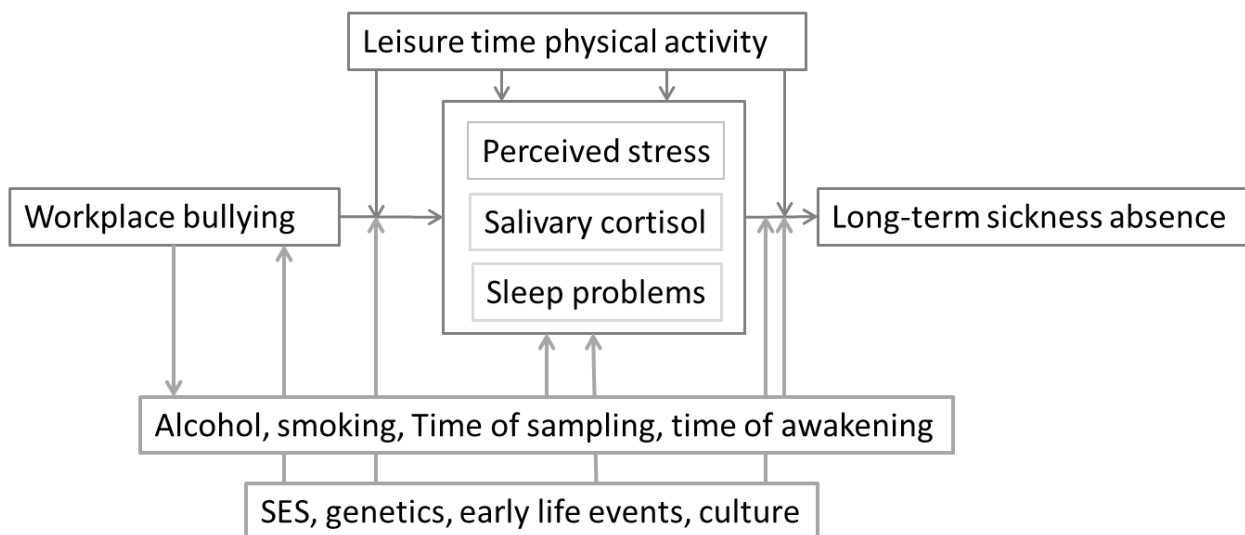 Leisure time physical activity
Perceived stress
Workplace bullying
Salivary cortisol
Long-term sickness absence
Sleep problems
Alcohol, smoking, Time of sampling, time of awakening
SES, genetics, early life events, culture